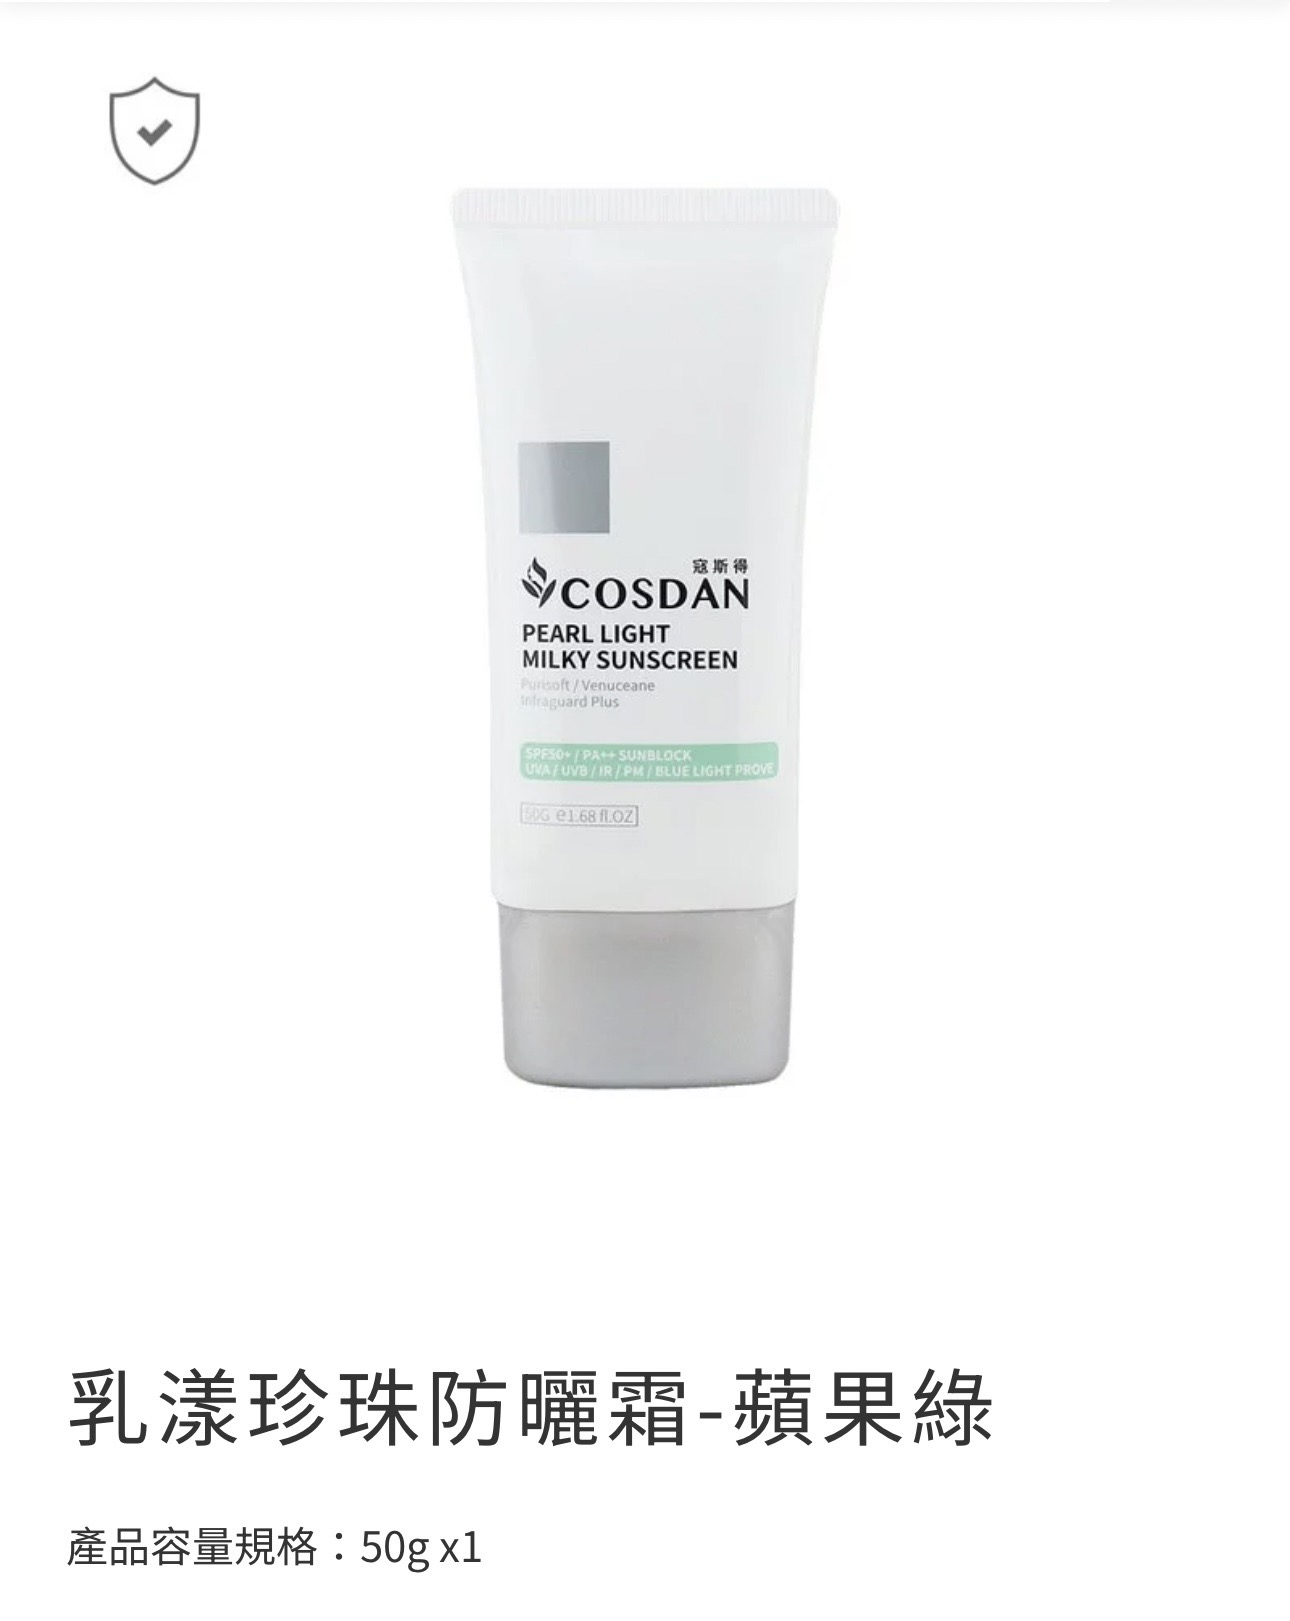 寇斯得
COSDAN
PEARL LIGHT
MILKY SUNSCREEN
Purisoft / Venuceane
Infraguard Plus
SPF50+ / PA++ SUNBLOCK
UVA / UVB / IR / PM / BLUE LIGHT PROVE
50G e1.68 fl.OZ
乳漾珍珠防曬霜-蘋果綠
產品容量規格：50g x1